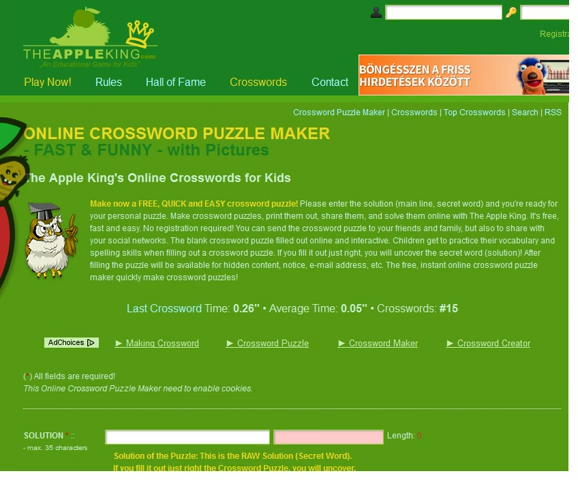 Registra
THEAPPLEKING
„An Educational Game for Kids"
Play Now! Rules Hall of Fame Crosswords Contact
BÖNGÉSSZEN A FRISS
HIRDETÉSEK KÖZÖTT
Crossword Puzzle Maker | Crosswords | Top Crosswords | Search | RSS
ONLINE CROSSWORD PUZZLE MAKER
- FAST & FUNNY - with Pictures
The Apple King's Online Crosswords for Kids
Make now a FREE, QUICK and EASY crossword puzzle! Please enter the solution (main line, secret word) and you're ready for
your personal puzzle. Make crossword puzzles, print them out, share them, and solve them online with The Apple King. It's free,
fast and easy. No registration required! You can send the crossword puzzle to your friends and family, but also to share with
your social networks. The blank crossword puzzle filled out online and interactive. Children get to practice their vocabulary and
spelling skills when filling out a crossword puzzle. If you fill it out just right, you will uncover the secret word (solution)! After
filling the puzzle will be available for hidden content, notice, e-mail address, etc. The free, instant online crossword puzzle
maker quickly make crossword puzzles!
Last Crossword Time: 0.26" • Average Time: 0.05" • Crosswords: #15
AdChoices ► Making Crossword ► Crossword Puzzle ► Crossword Maker ► Crossword Creator
(*) All fields are required!
This Online Crossword Puzzle Maker need to enable cookies.
SOLUTION * :: Length: 0
- max. 35 characters
Solution of the Puzzle: This is the RAW Solution (Secret Word).
If you fill it out just right the Crossword Puzzle, you will uncover.